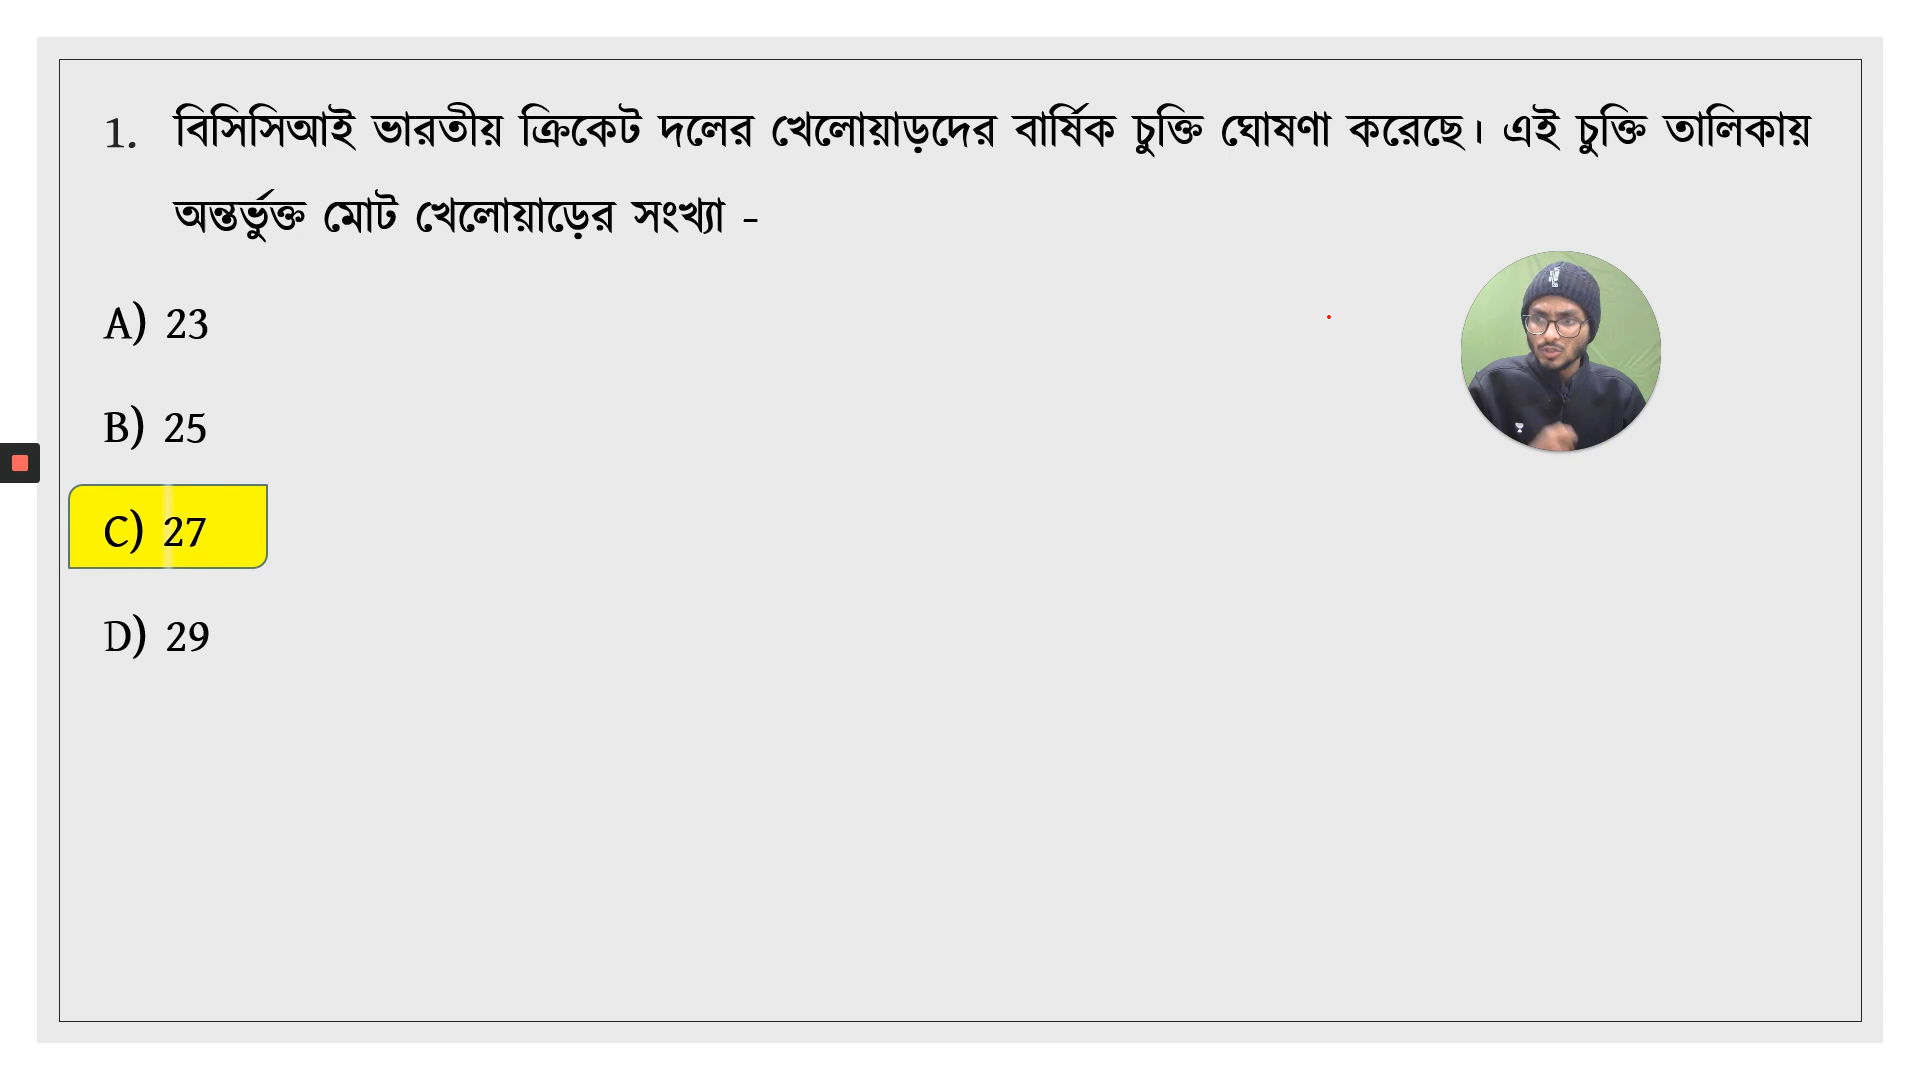 1. বিসিসিআই ভারতীয় ক্রিকেট দলের খেলোয়াড়দের বার্ষিক চুক্তি ঘোষণা করেছে। এই চুক্তি তালিকায়
অন্তর্ভুক্ত মোট খেলোয়াড়ের সংখ্যা -
A) 23
B) 25
C) 27
D) 29